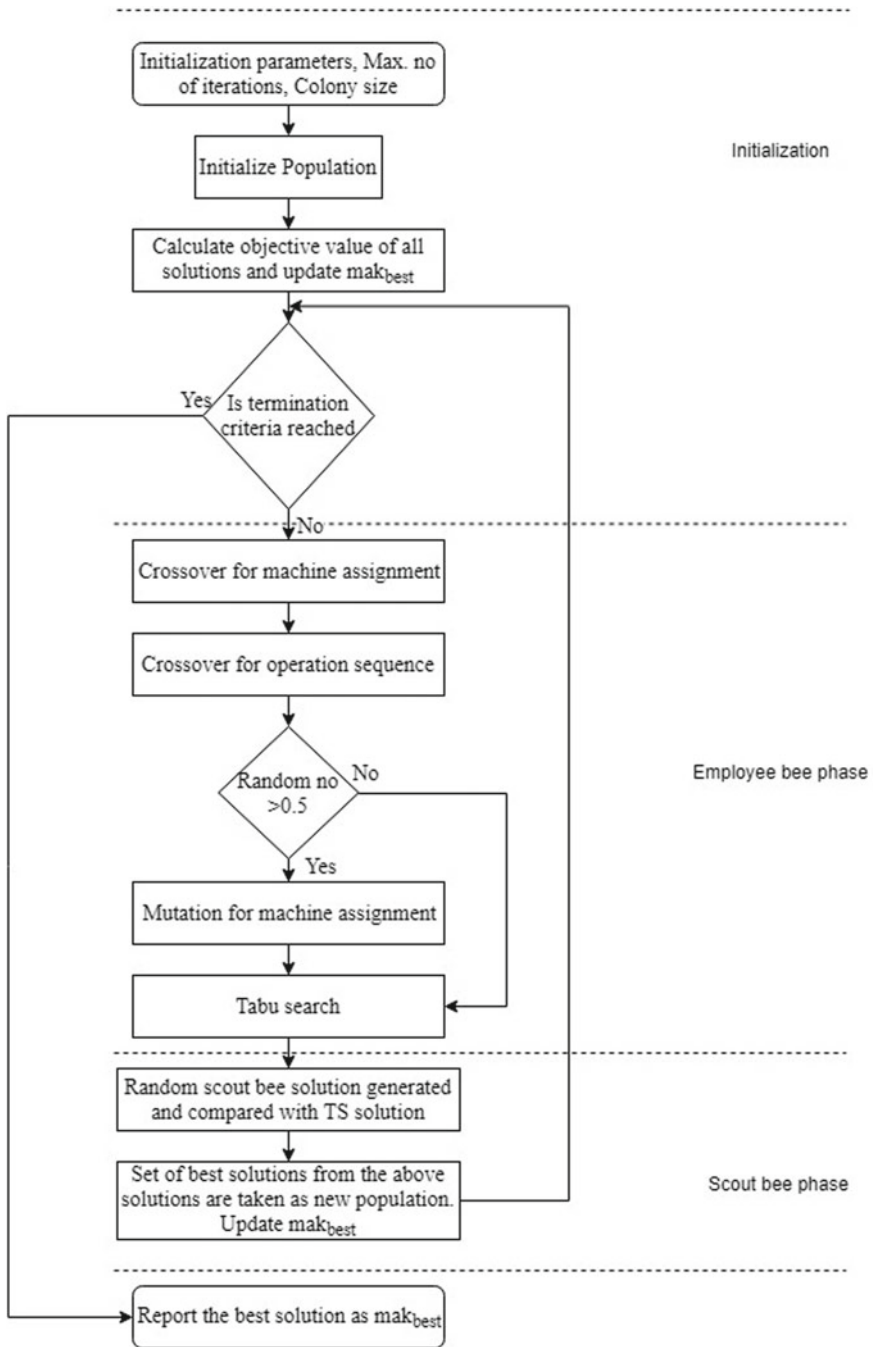 Initialization parameters, Max. no
of iterations, Colony size
Initialization
Initialize Population
Calculate objective value of all
solutions and update mak_best
Yes
Is termination
criteria reached
No
Crossover for machine assignment
Crossover for operation sequence
No
Random no
>0.5
Employee bee phase
Yes
Mutation for machine assignment
Tabu search
Random scout bee solution generated
and compared with TS solution
Set of best solutions from the above
solutions are taken as new population.
Update mak_best
Scout bee phase
Report the best solution as mak_best